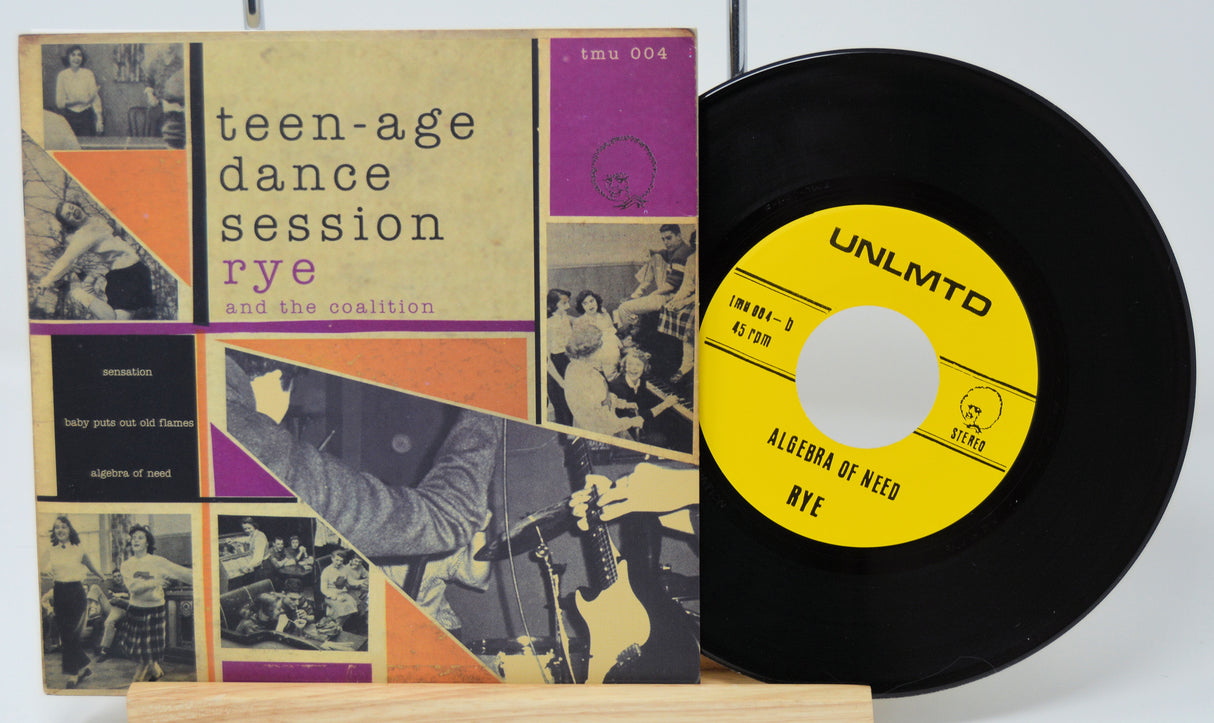 tmu 004
teen-age
dance
session
rye
and the coalition
sensation
baby puts out old flames
algebra of need
UNLMTD
tmu 004-b
45 rpm
STEREO
ALGEBRA OF NEED
RYE